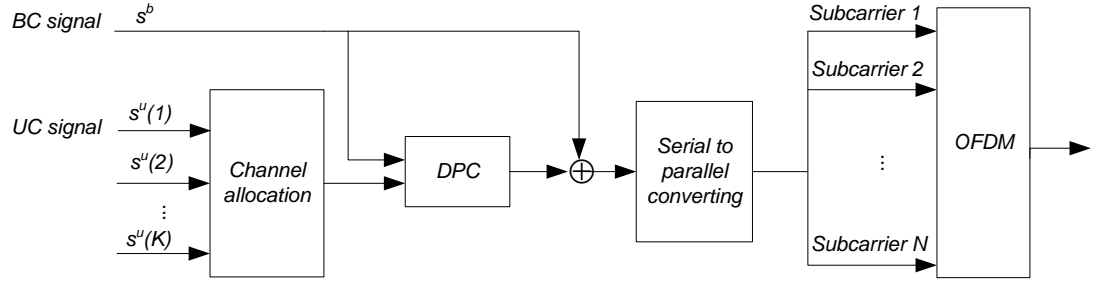 BC signal
s^b
UC signal
s^u(1)
s^u(2)
⋮
s^u(K)
Channel
allocation
DPC
Serial to
parallel
converting
Subcarrier 1
Subcarrier 2
⋮
Subcarrier N
OFDM